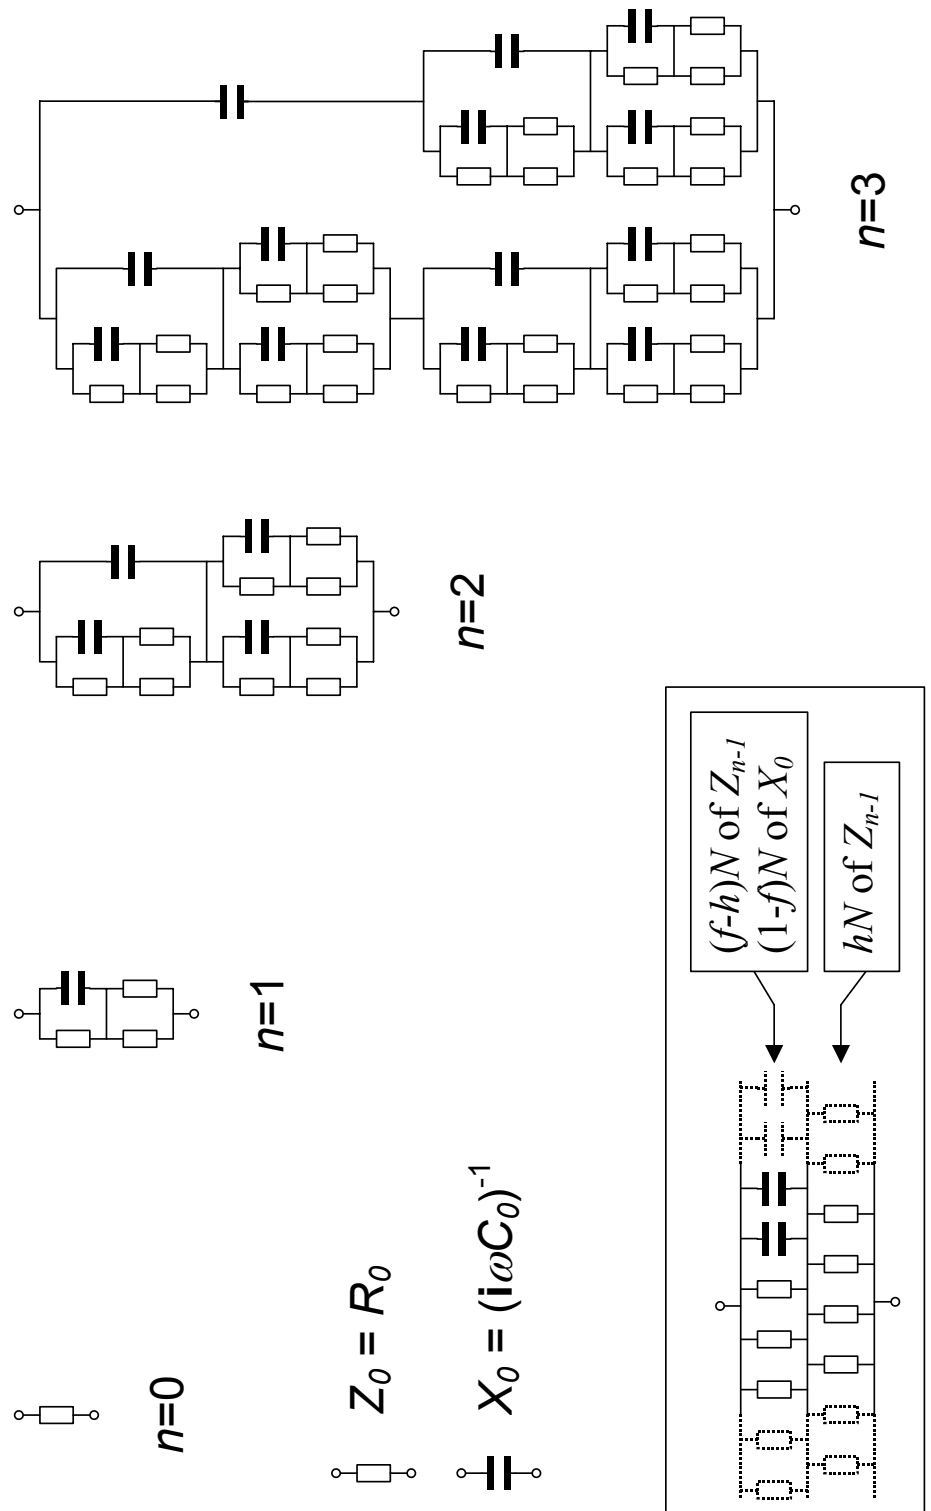 n=0
n=1
n=2
n=3
Z₀ = R₀
X₀ = (iωC₀)⁻¹
(f-h)N of Zₙ₋₁
(1-f)N of X₀
hN of Zₙ₋₁